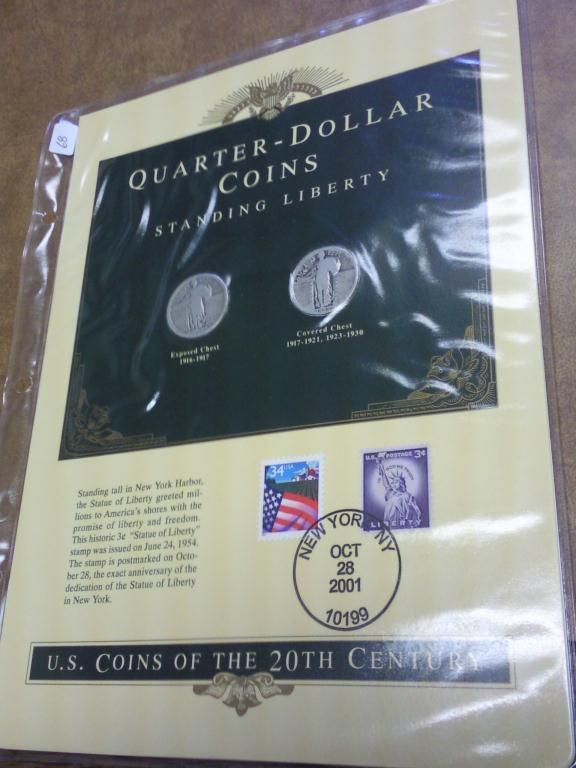 68
QUARTER-DOLLAR
COINS
STANDING LIBERTY
Exposed Chest
1916-1917
Covered Chest
1917-1921, 1923-1930
Standing tall in New York Harbor,
the Statue of Liberty greeted mil-
lions to America's shores with the
promise of liberty and freedom.
This historic 3¢ "Statue of Liberty"
stamp was issued on June 24, 1954.
The stamp is postmarked on Octo-
ber 28, the exact anniversary of the
dedication of the Statue of Liberty
in New York.
34 USA
U.S. POSTAGE 3¢
IN GOD WE TRUST
LIBERTY
NEW YORK, NY
OCT
28
2001
10199
U.S. COINS OF THE 20TH CENTURY